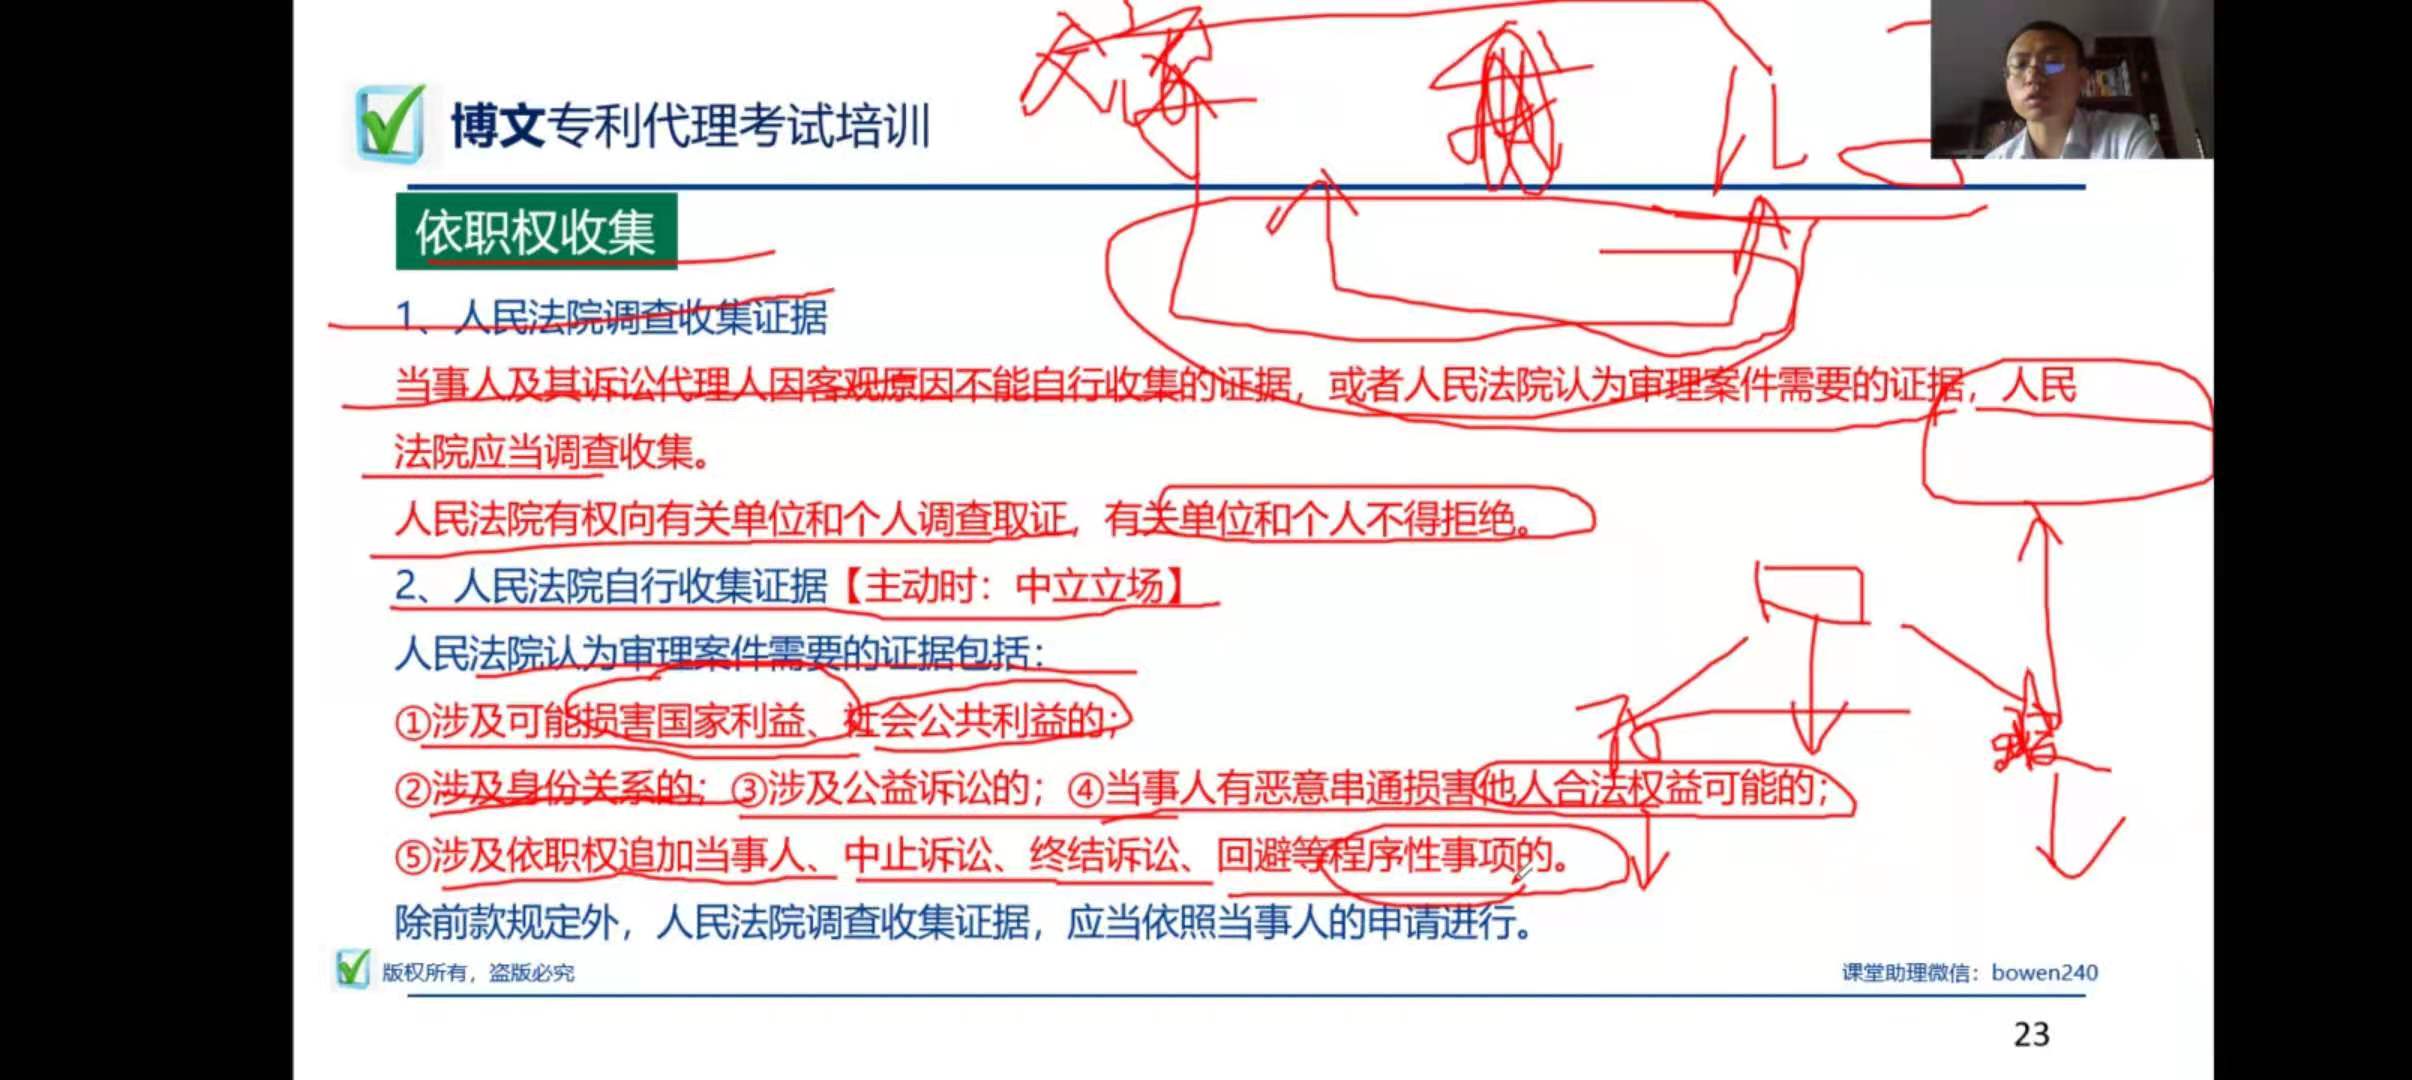 博文专利代理考试培训
依职权收集
1、人民法院调查收集证据
当事人及其诉讼代理人因客观原因不能自行收集的证据，或者人民法院认为审理案件需要的证据，人民
法院应当调查收集。
人民法院有权向有关单位和个人调查取证，有关单位和个人不得拒绝。
2、人民法院自行收集证据【主动时：中立立场】
人民法院认为审理案件需要的证据包括：
①涉及可能损害国家利益、社会公共利益的；
②涉及身份关系的；③涉及公益诉讼的；④当事人有恶意串通损害他人合法权益可能的；
⑤涉及依职权追加当事人、中止诉讼、终结诉讼、回避等程序性事项的。
除前款规定外，人民法院调查收集证据，应当依照当事人的申请进行。
版权所有，盗版必究
课堂助理微信：bowen240
23